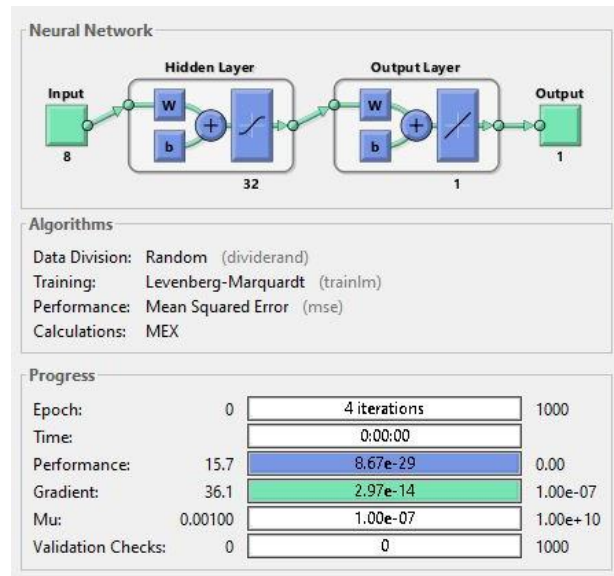 Neural Network
Hidden Layer Output Layer
Input Output
W W
b b
8 32 1 1
Algorithms
Data Division: Random (dividerand)
Training: Levenberg-Marquardt (trainlm)
Performance: Mean Squared Error (mse)
Calculations: MEX
Progress
Epoch: 0 4 iterations 1000
Time: 0:00:00
Performance: 15.7 8.67e-29 0.00
Gradient: 36.1 2.97e-14 1.00e-07
Mu: 0.00100 1.00e-07 1.00e+10
Validation Checks: 0 0 1000